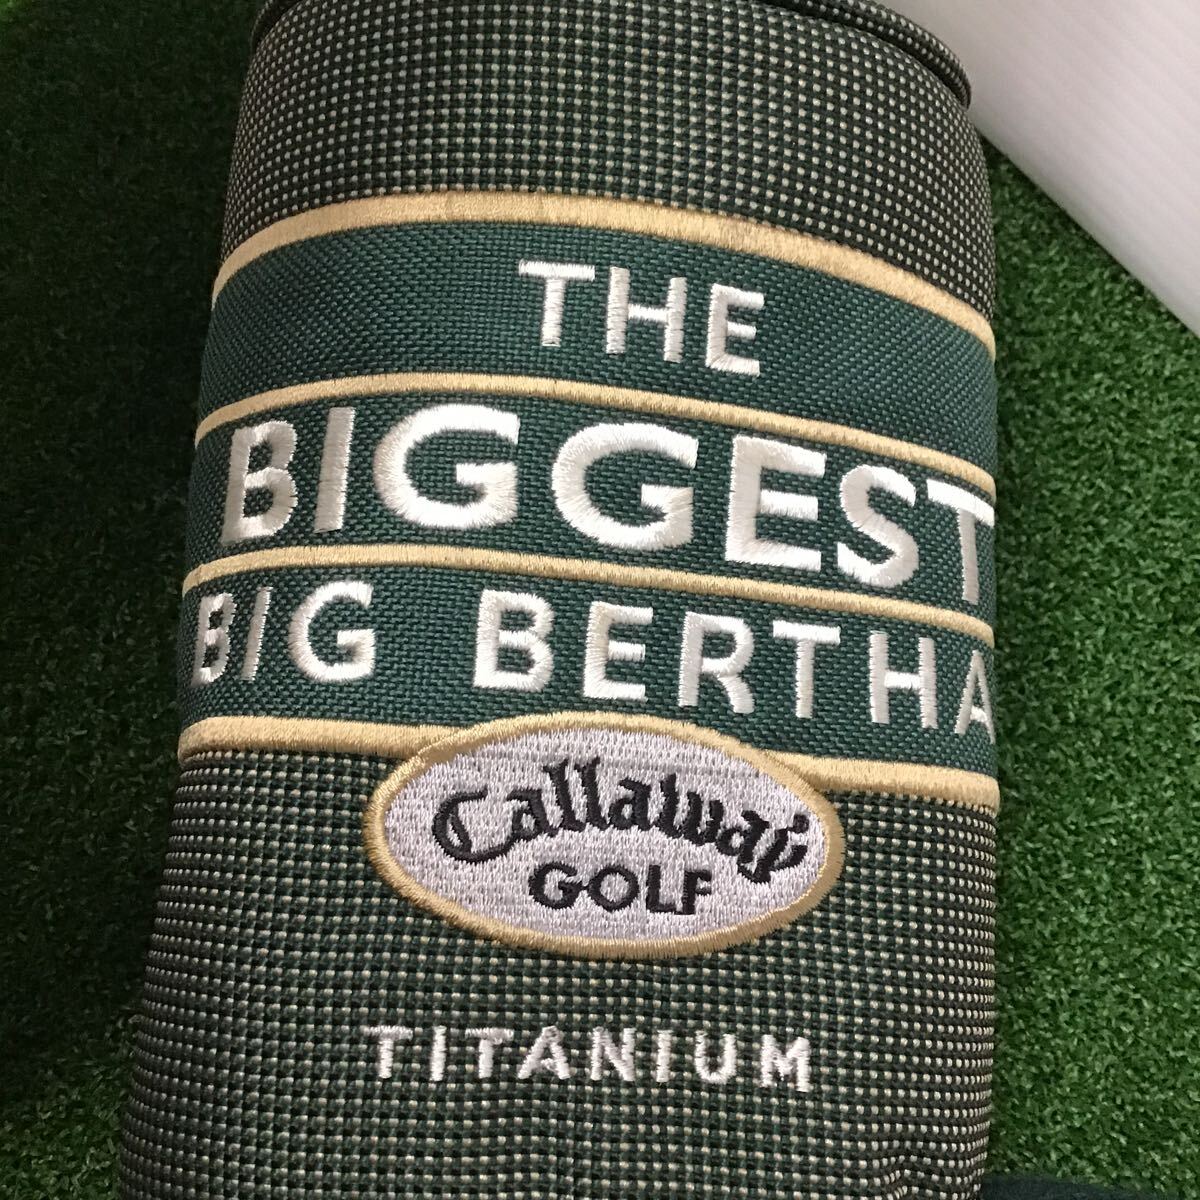 THE
BIGGEST
BIG BERTHA
Callaway
GOLF
TITANIUM